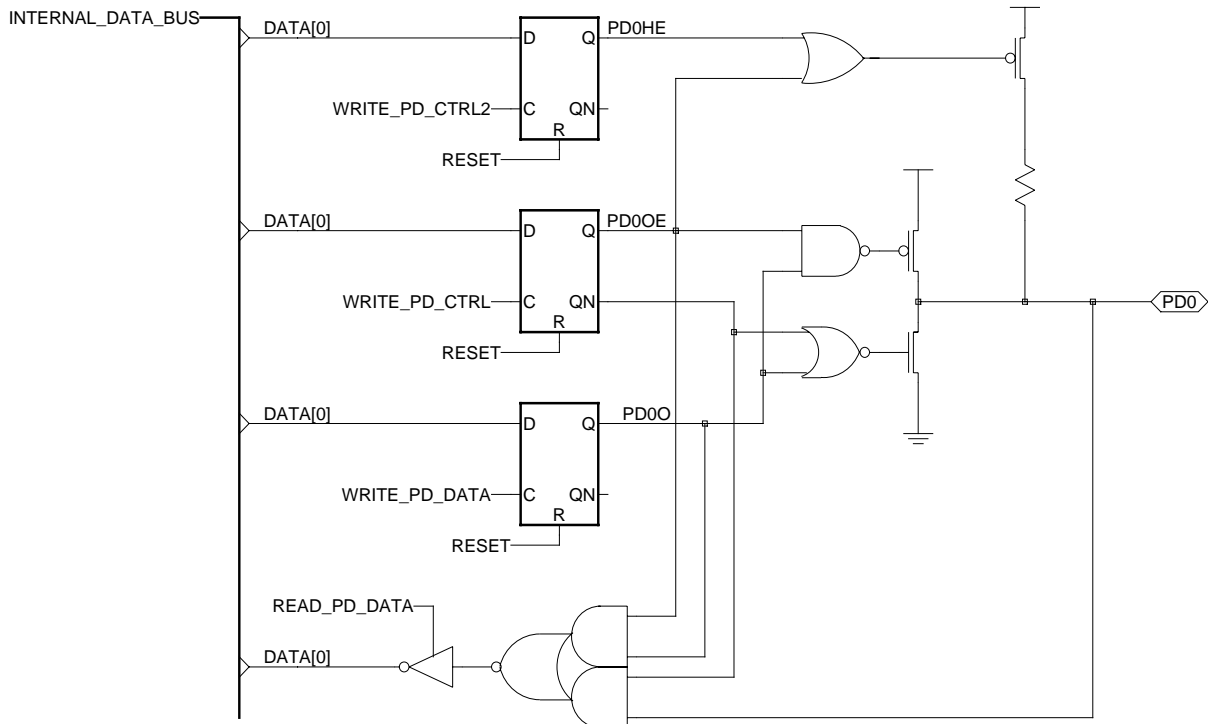 INTERNAL_DATA_BUS
DATA[0]
D
Q
PD0HE
WRITE_PD_CTRL2
C
QN
R
RESET
DATA[0]
D
Q
PD0OE
WRITE_PD_CTRL
C
QN
R
RESET
PD0
DATA[0]
D
Q
PD0O
WRITE_PD_DATA
C
QN
R
RESET
READ_PD_DATA
DATA[0]